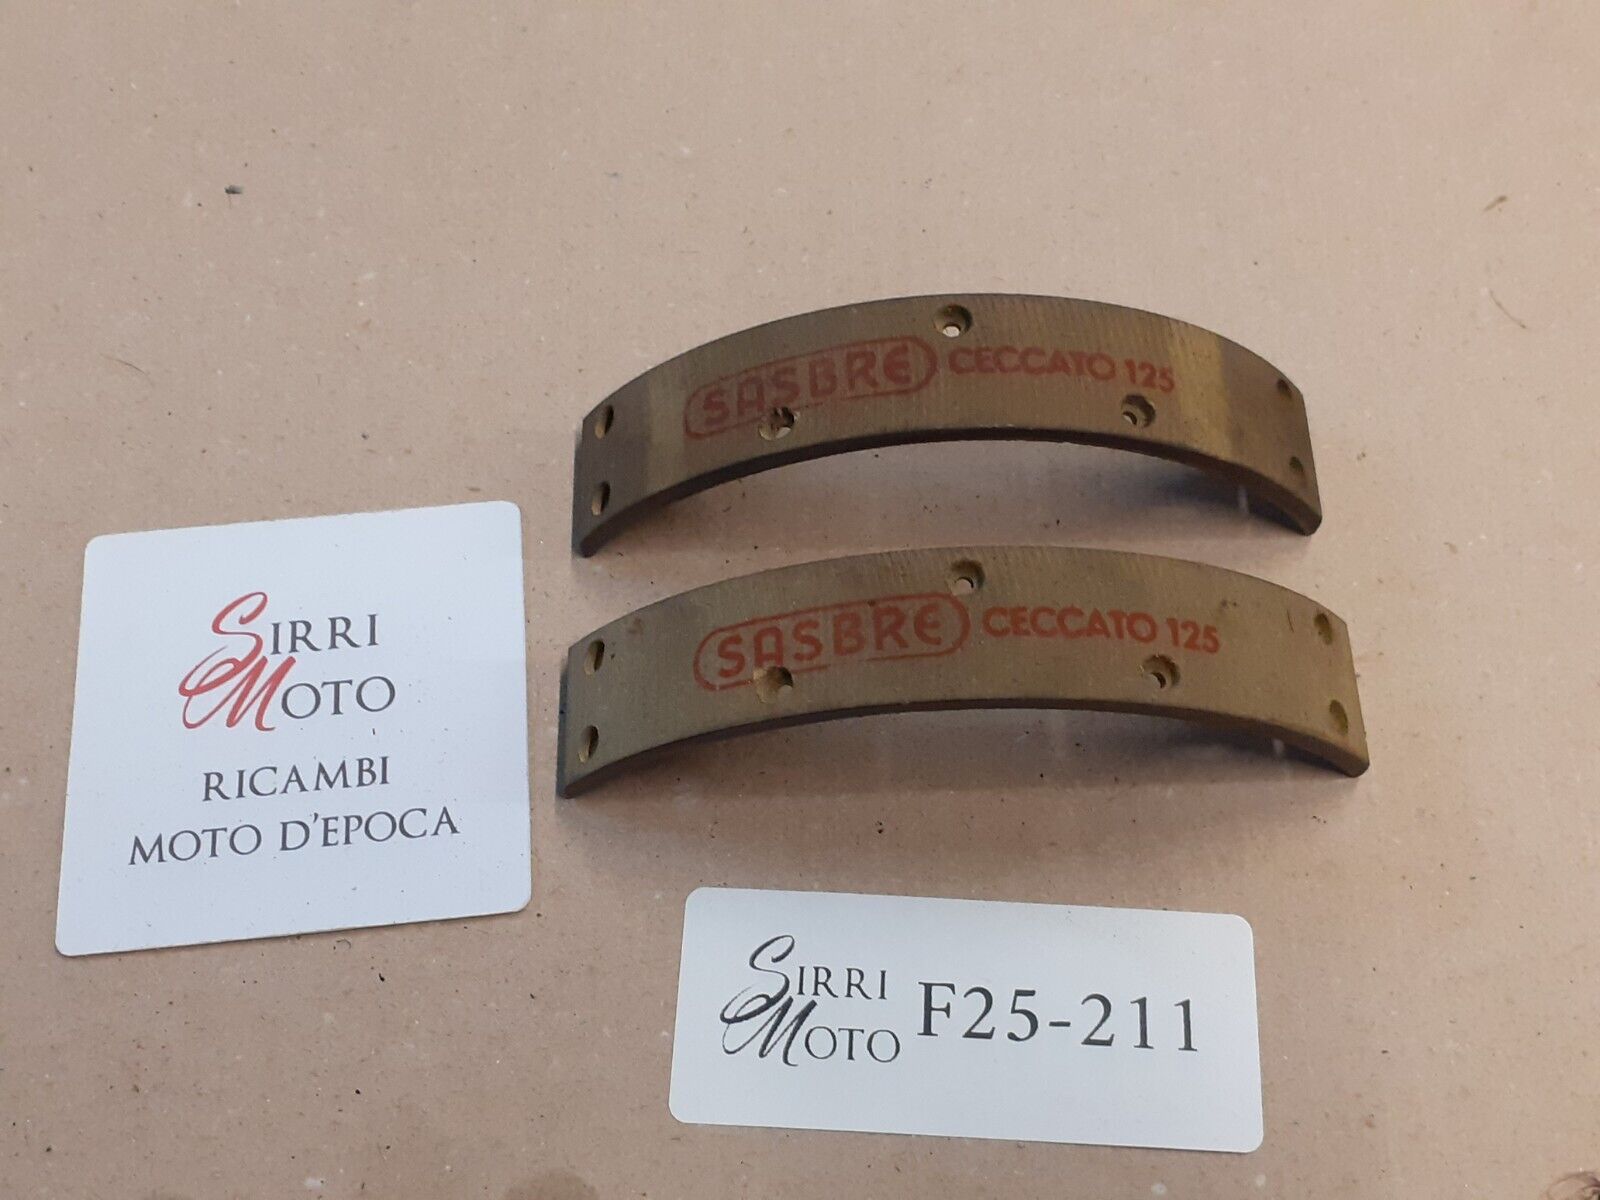 SASBRE CECCATO 125
SASBRE CECCATO 125
SIRRI
MOTO
RICAMBI
MOTO D'EPOCA
SIRRI
MOTO F25-211